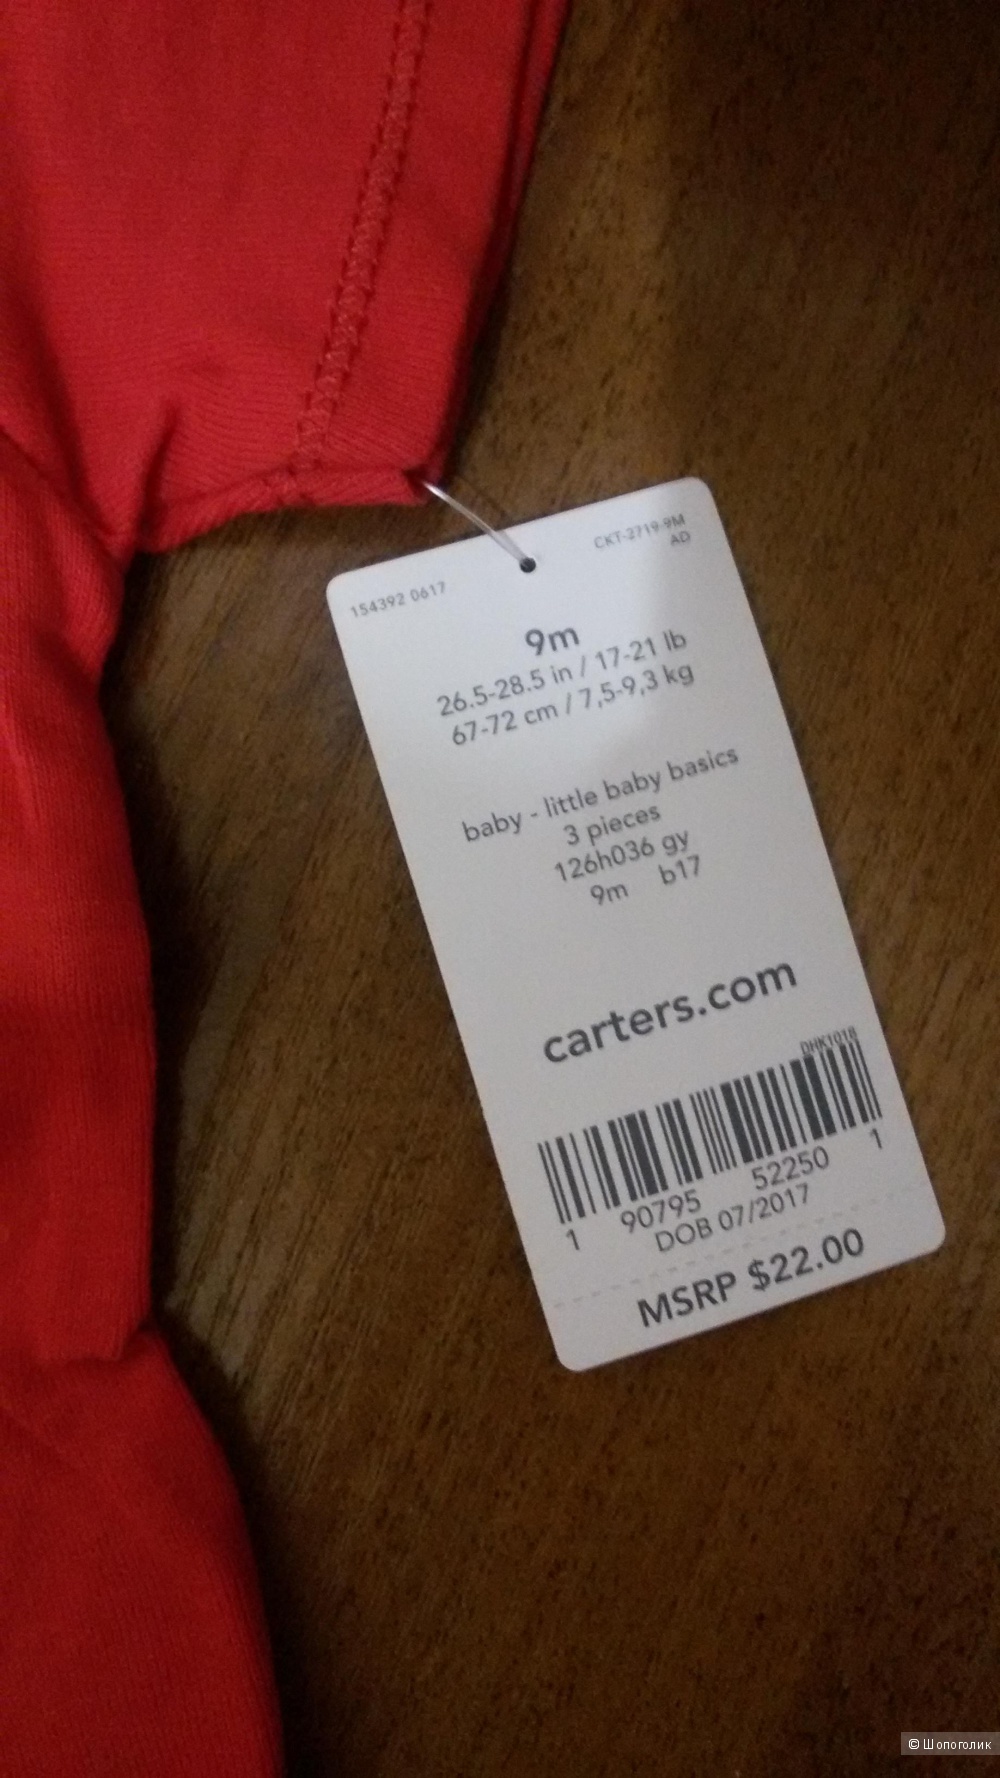 CKT-2719-9M
AD
154392 0617
9m
26.5-28.5 in / 17-21 lb
67-72 cm / 7,5-9,3 kg
baby - little baby basics
3 pieces
126h036 gy
9m b17
carters.com
DHK1018
1 90795 52250 1
DOB 07/2017
MSRP $22.00
© Шопоголик